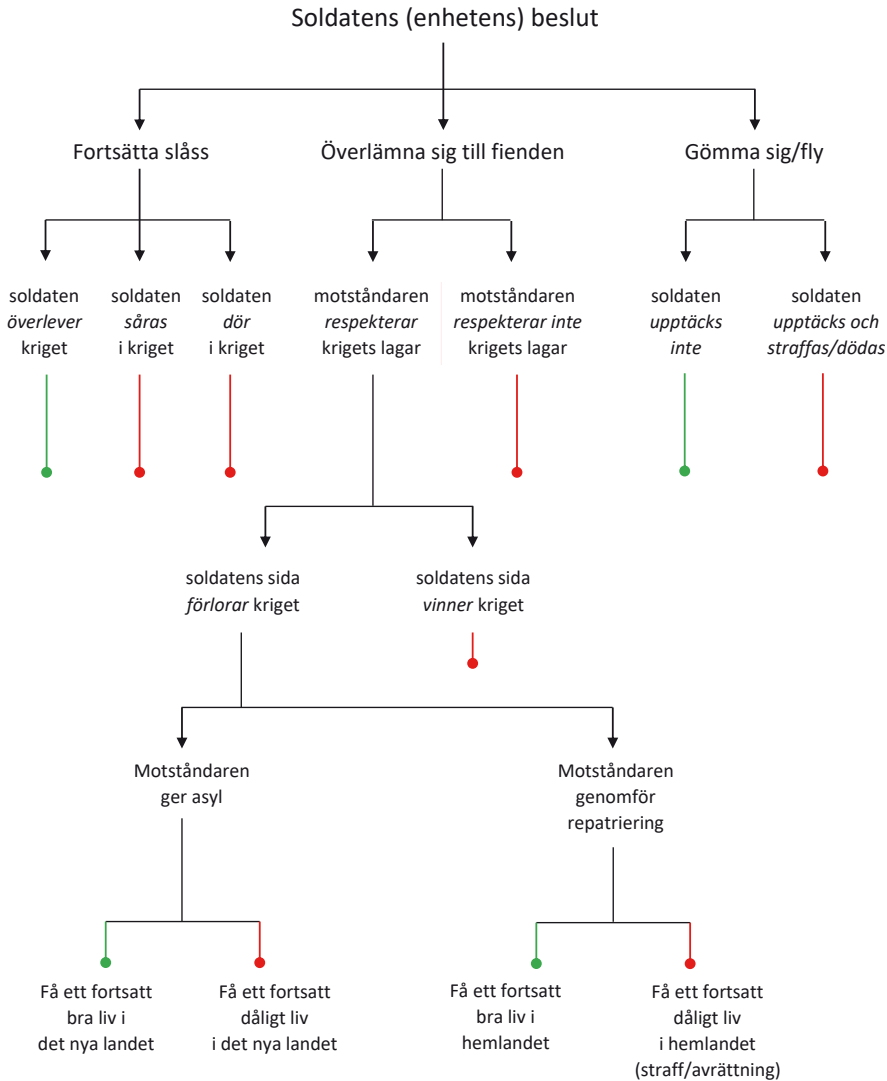 Soldatens (enhetens) beslut
Fortsätta slåss
Överlämna sig till fienden
Gömma sig/fly
soldaten
överlever
kriget
soldaten
såras
i kriget
soldaten
dör
i kriget
motståndaren
respekterar
krigets lagar
motståndaren
respekterar inte
krigets lagar
soldaten
upptäcks
inte
soldaten
upptäcks och
straffas/dödas
soldatens sida
förlorar kriget
soldatens sida
vinner kriget
Motståndaren
ger asyl
Motståndaren
genomför
repatriering
Få ett fortsatt
bra liv i
det nya landet
Få ett fortsatt
dåligt liv
i det nya landet
Få ett fortsatt
bra liv i
hemlandet
Få ett fortsatt
dåligt liv
i hemlandet
(straff/avrättning)